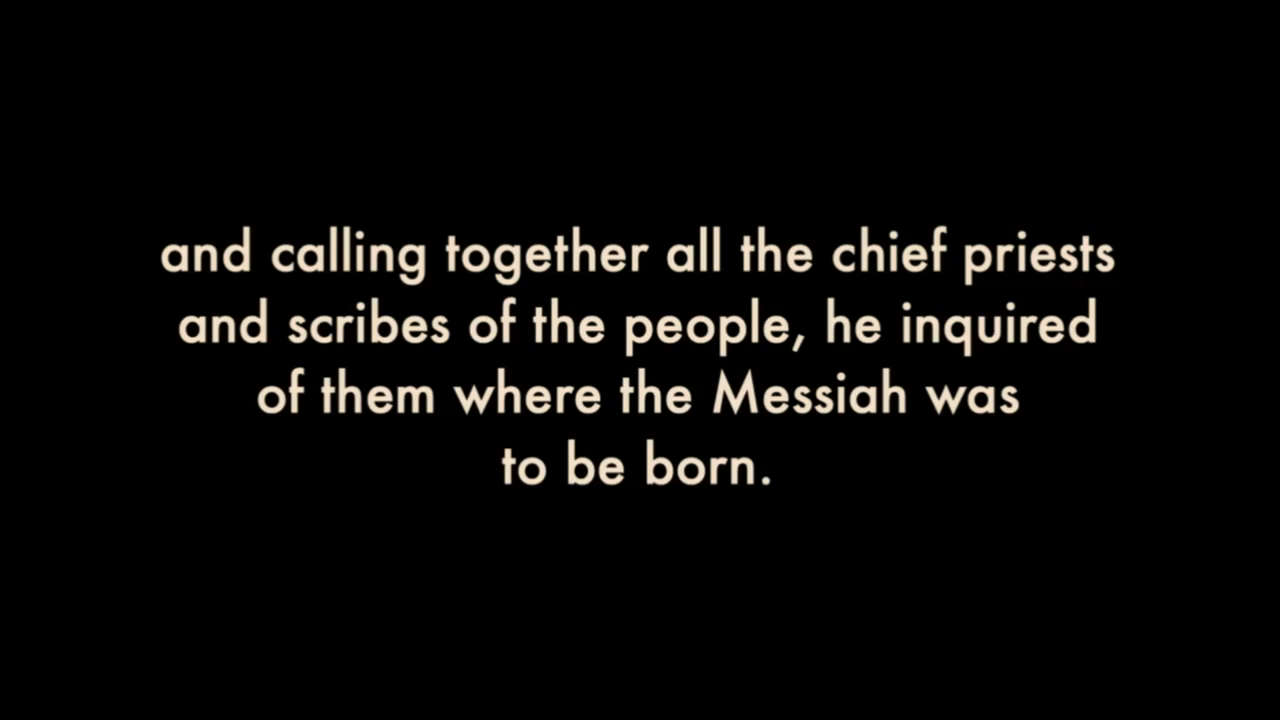 and calling together all the chief priests
and scribes of the people, he inquired
of them where the Messiah was
to be born.